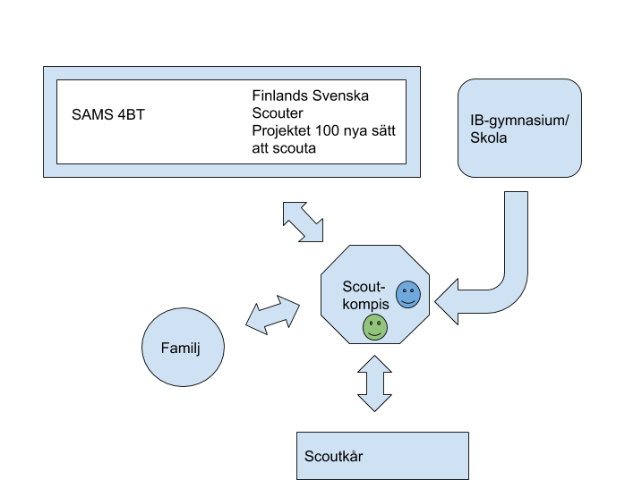 SAMS 4BT
Finlands Svenska
Scouter
Projektet 100 nya sätt
att scouta
IB-gymnasium/
Skola
Scout-
kompis
Familj
Scoutkår